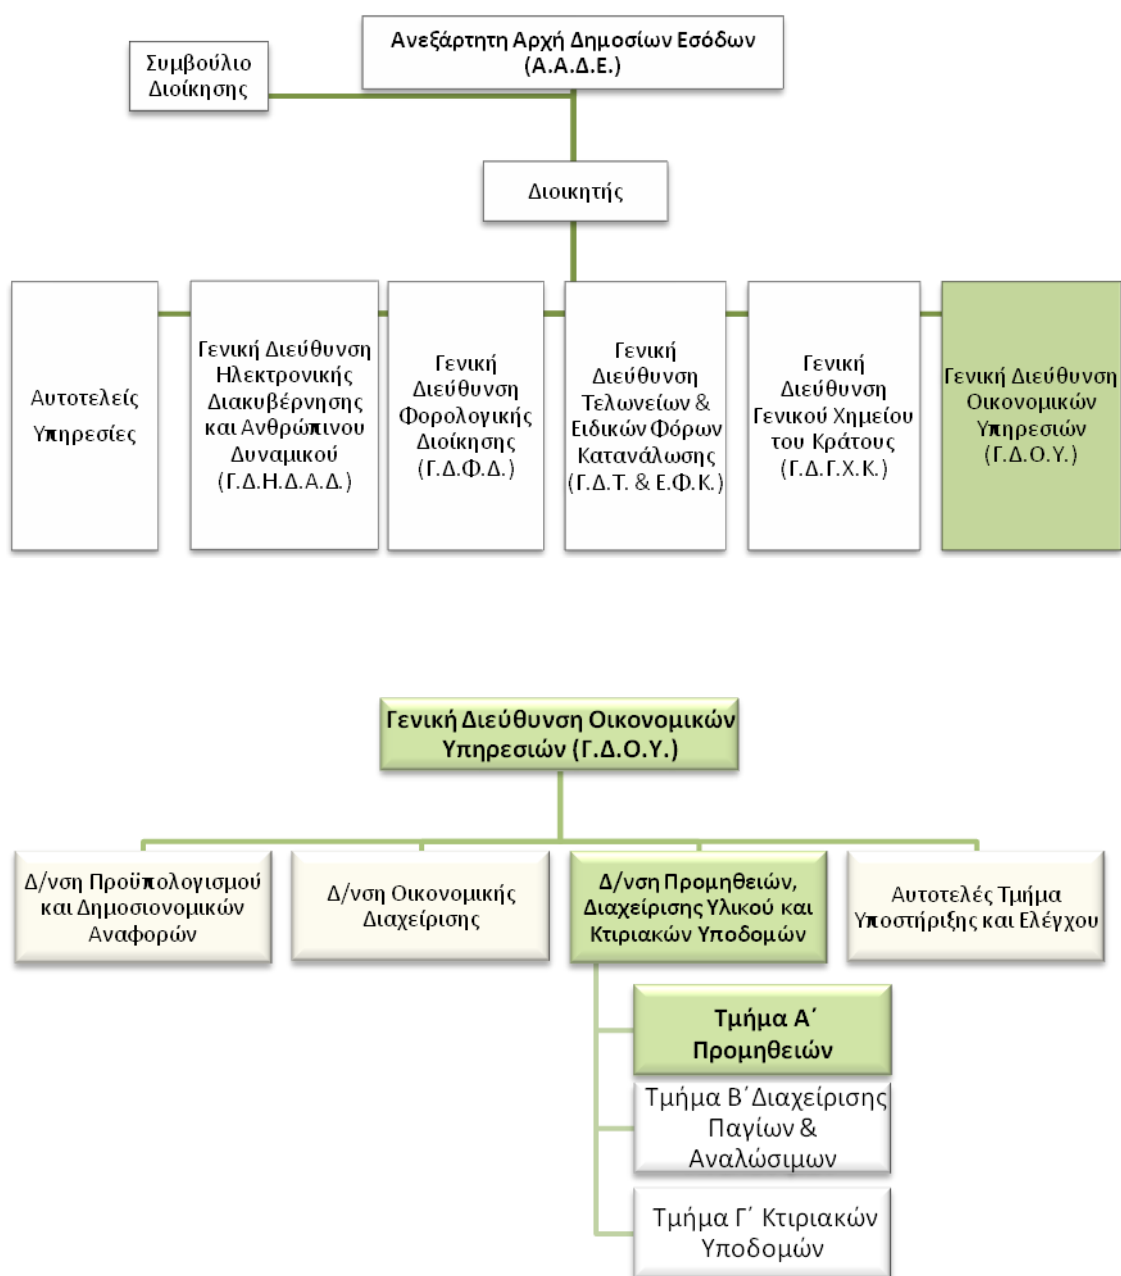 Ανεξάρτητη Αρχή Δημοσίων Εσόδων
(Α.Α.Δ.Ε.)
Συμβούλιο
Διοίκησης
Διοικητής
Αυτοτελείς
Υπηρεσίες
Γενική Διεύθυνση
Ηλεκτρονικής
Διακυβέρνησης
και Ανθρώπινου
Δυναμικού
(Γ.Δ.Η.Δ.Α.Δ.)
Γενική
Διεύθυνση
Φορολογικής
Διοίκησης
(Γ.Δ.Φ.Δ.)
Γενική
Διεύθυνση
Τελωνείων &
Ειδικών Φόρων
Κατανάλωσης
(Γ.Δ.Τ. & Ε.Φ.Κ.)
Γενική
Διεύθυνση
Γενικού Χημείου
του Κράτους
(Γ.Δ.Γ.Χ.Κ.)
Γενική Διεύθυνση
Οικονομικών
Υπηρεσιών
(Γ.Δ.Ο.Υ.)
Γενική Διεύθυνση Οικονομικών
Υπηρεσιών (Γ.Δ.Ο.Υ.)
Δ/νση Προϋπολογισμού
και Δημοσιονομικών
Αναφορών
Δ/νση Οικονομικής
Διαχείρισης
Δ/νση Προμηθειών,
Διαχείρισης Υλικού και
Κτιριακών Υποδομών
Αυτοτελές Τμήμα
Υποστήριξης και Ελέγχου
Τμήμα Α΄
Προμηθειών
Τμήμα Β΄Διαχείρισης
Παγίων &
Αναλώσιμων
Τμήμα Γ΄ Κτιριακών
Υποδομών